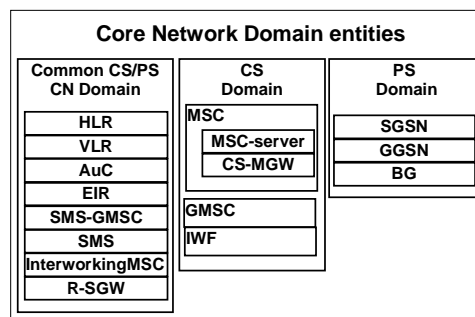 Core Network Domain entities
Common CS/PS
CN Domain
HLR
VLR
AuC
EIR
SMS-GMSC
SMS
InterworkingMSC
R-SGW
CS
Domain
MSC
MSC-server
CS-MGW
GMSC
IWF
PS
Domain
SGSN
GGSN
BG